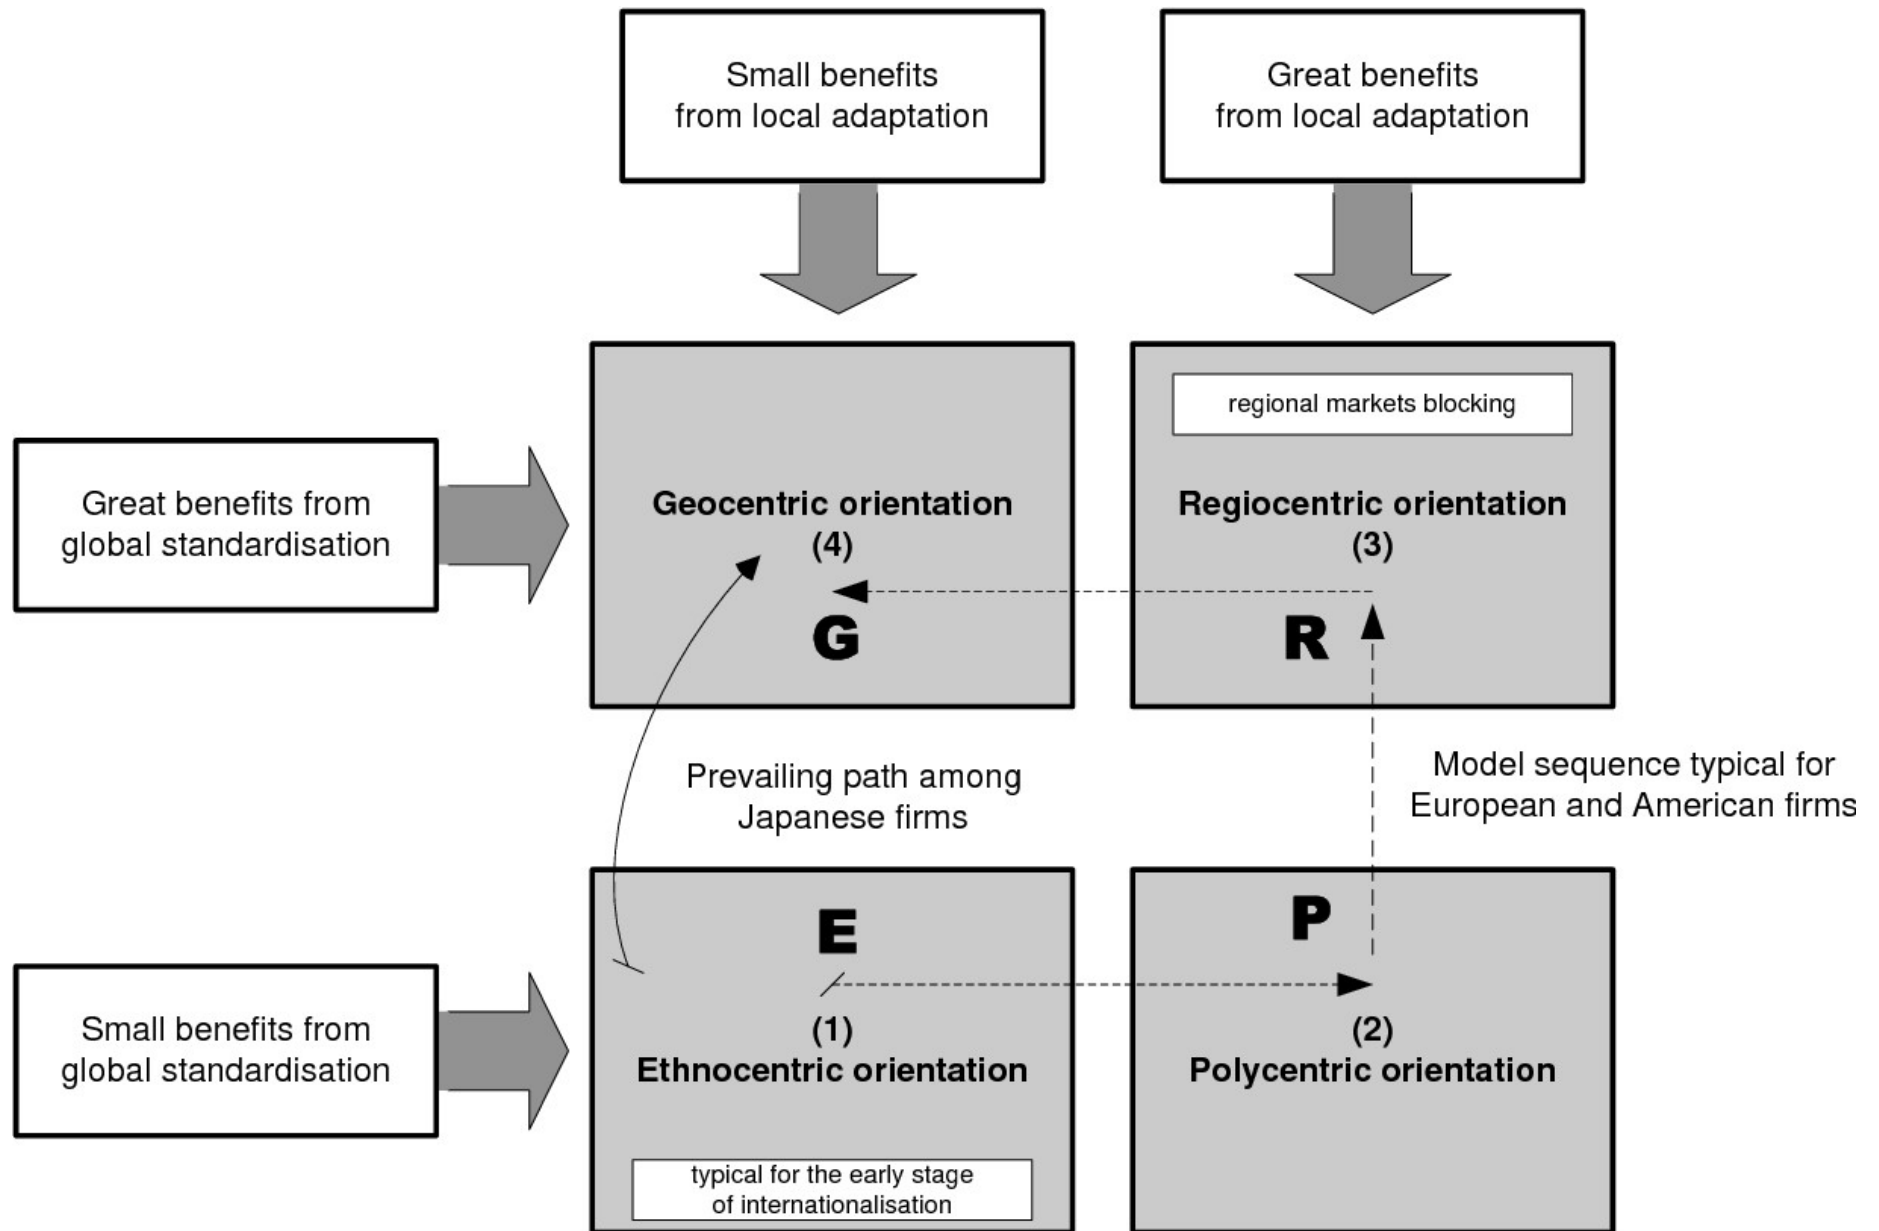 Small benefits
from local adaptation
Great benefits
from local adaptation
Great benefits from
global standardisation
Geocentric orientation
(4)
G
regional markets blocking
Regiocentric orientation
(3)
R
Prevailing path among
Japanese firms
Model sequence typical for
European and American firms
Small benefits from
global standardisation
E
(1)
Ethnocentric orientation
typical for the early stage
of internationalisation
P
(2)
Polycentric orientation